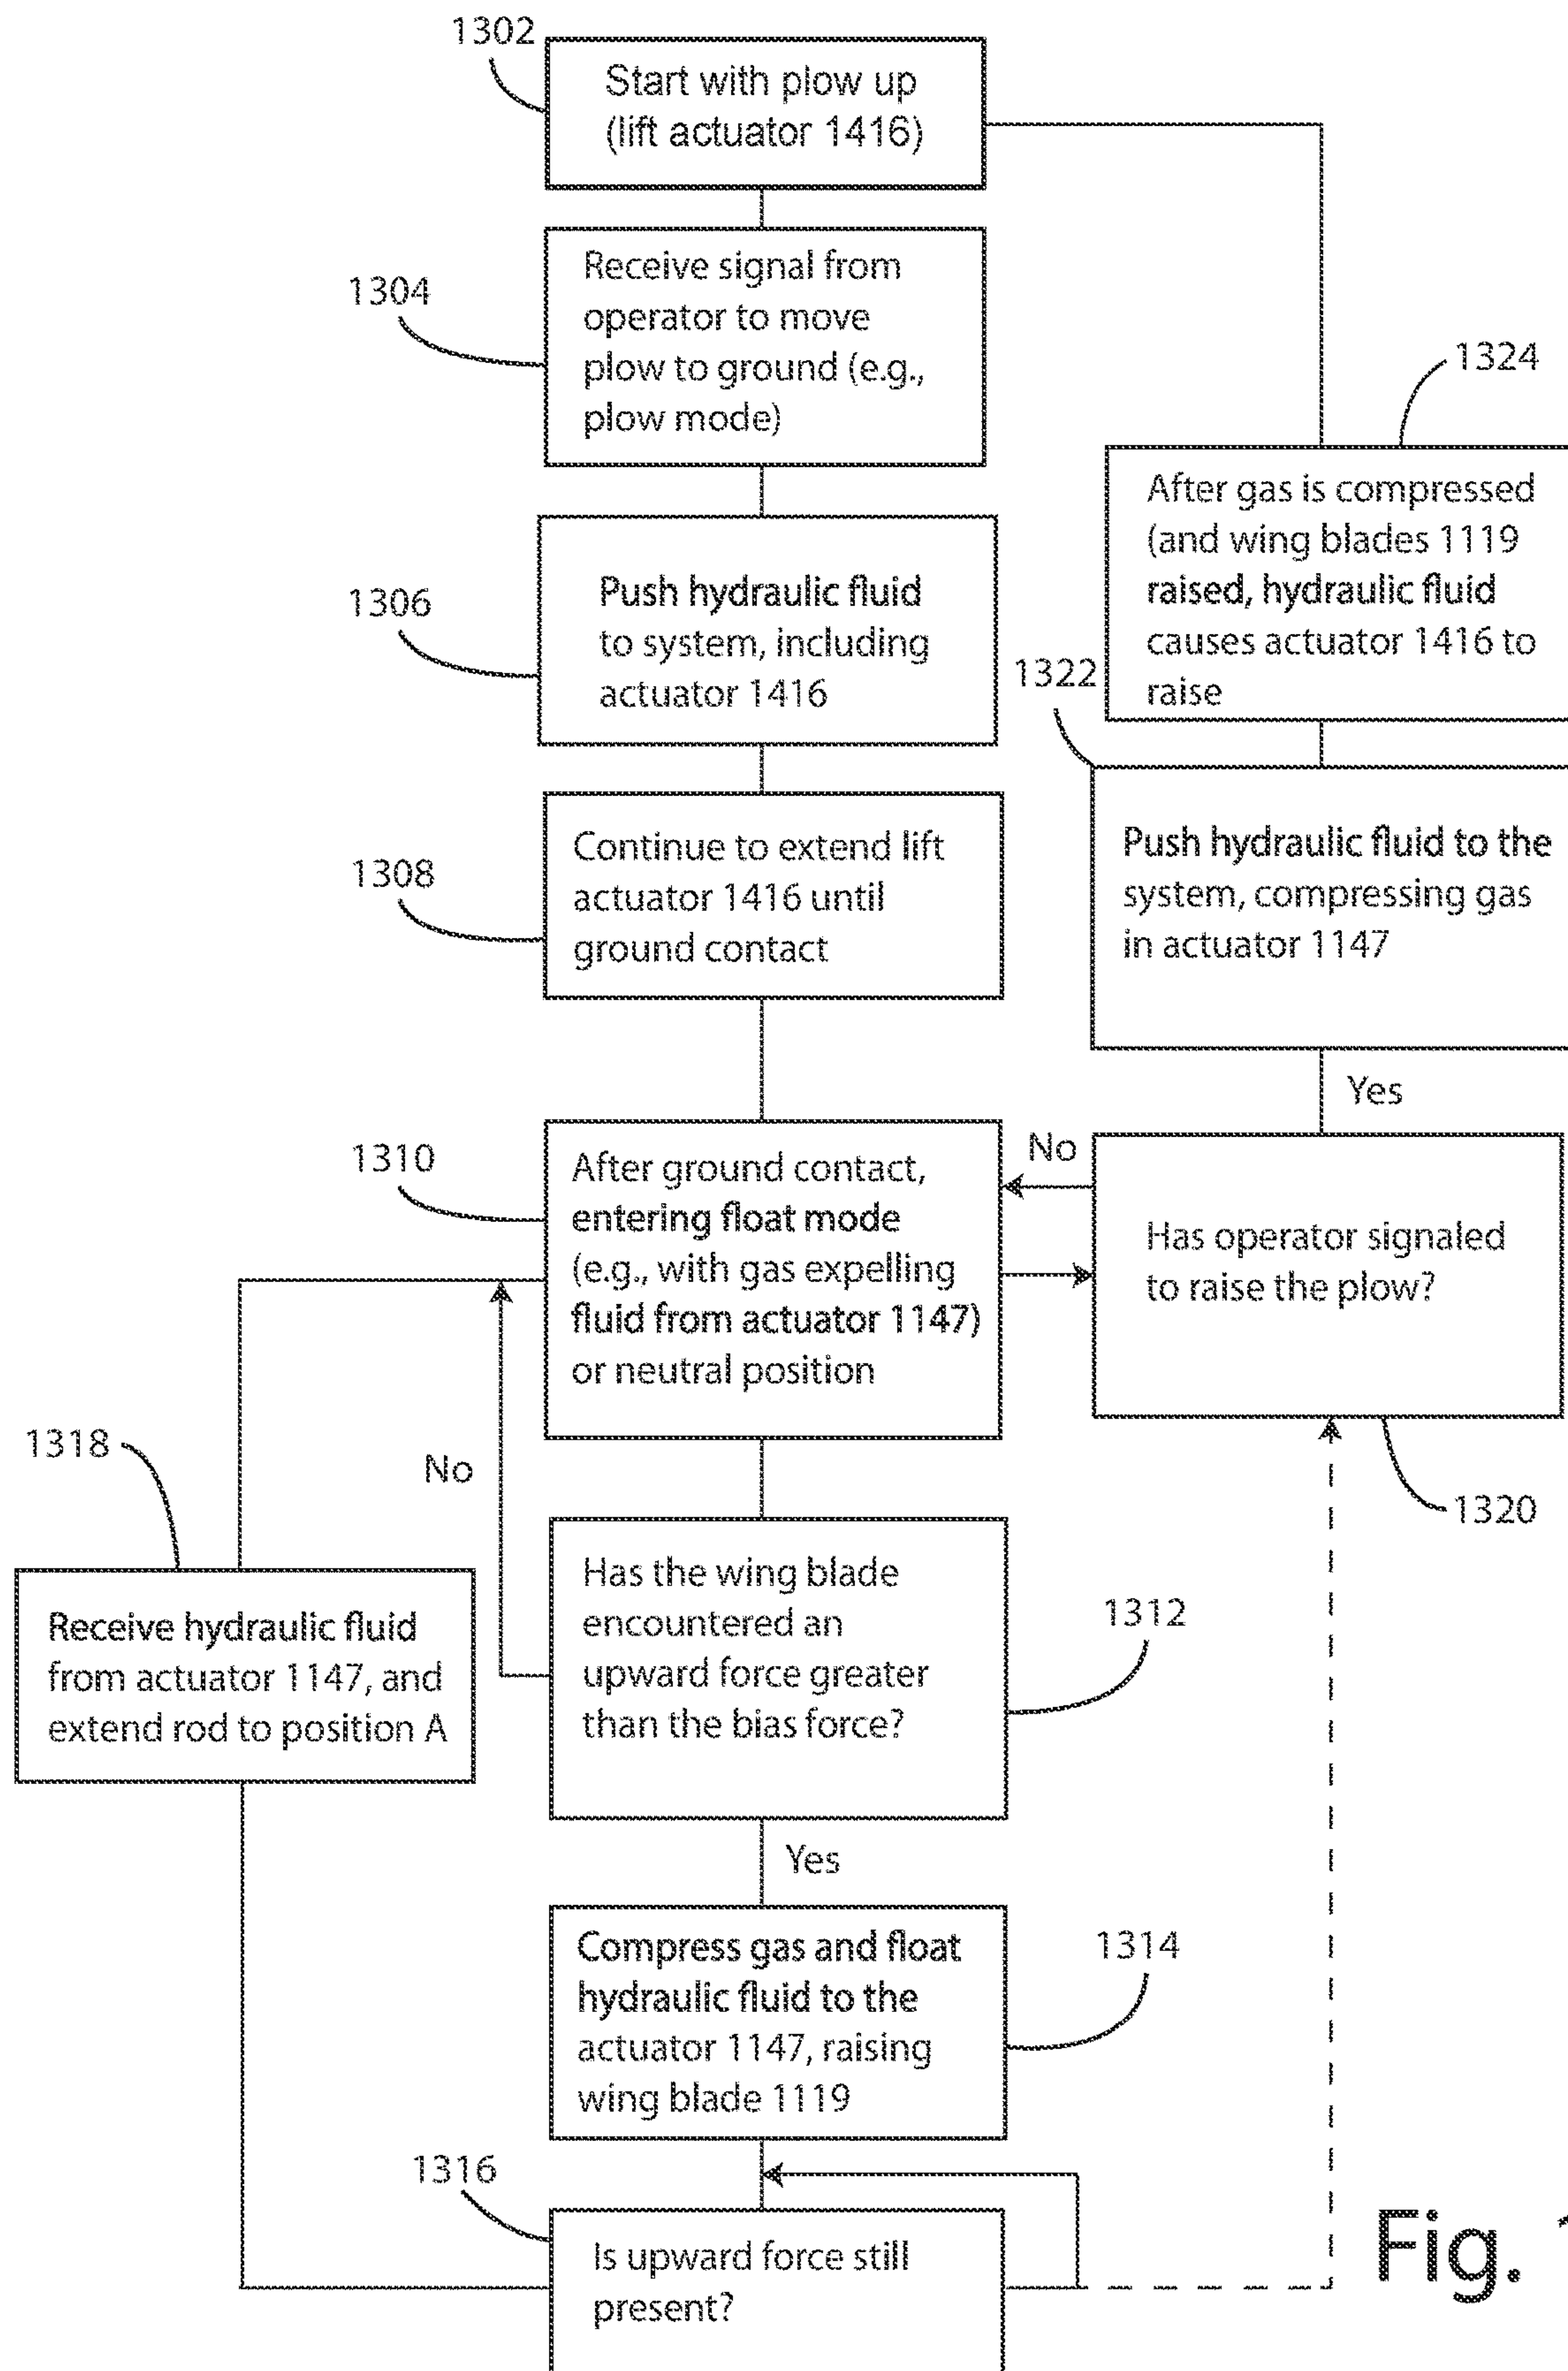 1302
Start with plow up
(lift actuator 1416)
1304
Receive signal from
operator to move
plow to ground (e.g.,
plow mode)
1306
Push hydraulic fluid
to system, including
actuator 1416
1324
After gas is compressed
(and wing blades 1119
raised, hydraulic fluid
causes actuator 1416 to
raise
1322
Push hydraulic fluid to the
system, compressing gas
in actuator 1147
Yes
1308
Continue to extend lift
actuator 1416 until
ground contact
1310
After ground contact,
entering float mode
(e.g., with gas expelling
fluid from actuator 1147)
or neutral position
No
Has operator signaled
to raise the plow?
1320
1318
No
Receive hydraulic fluid
from actuator 1147, and
extend rod to position A
Has the wing blade
encountered an
upward force greater
than the bias force?
1312
Yes
Compress gas and float
hydraulic fluid to the
actuator 1147, raising
wing blade 1119
1314
1316
Is upward force still
present?
Fig.